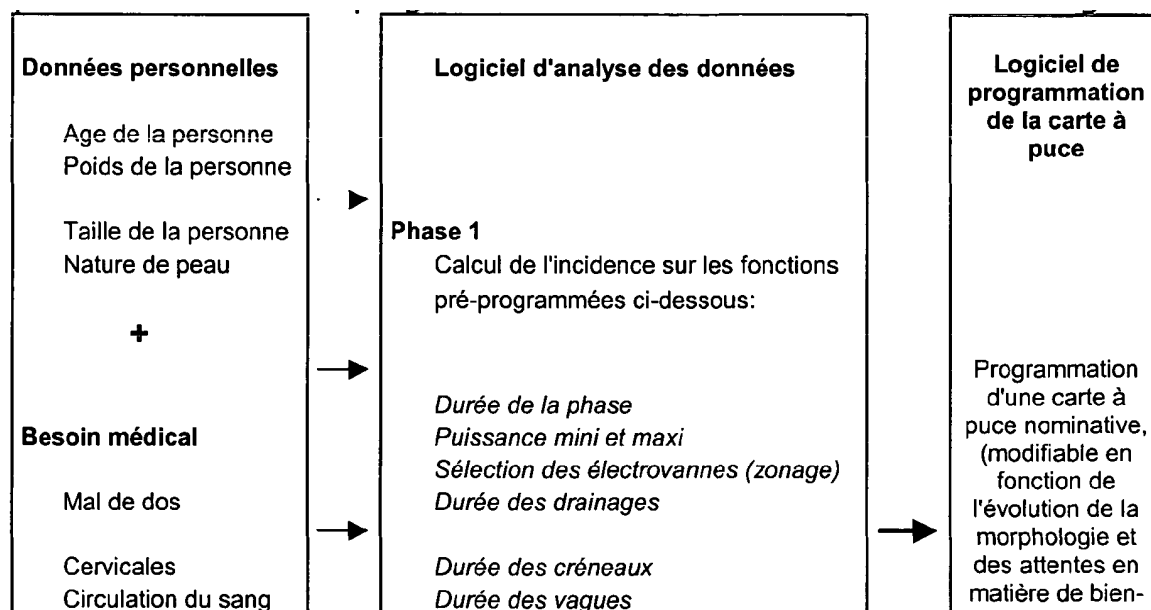 Données personnelles
Age de la personne
Poids de la personne
Taille de la personne
Nature de peau
+
Besoin médical
Mal de dos
Cervicales
Circulation du sang
Logiciel d'analyse des données
Phase 1
Calcul de l'incidence sur les fonctions
pré-programmées ci-dessous:
Durée de la phase
Puissance mini et maxi
Sélection des électrovannes (zonage)
Durée des drainages
Durée des créneaux
Durée des vagues
Logiciel de
programmation
de la carte à
puce
Programmation
d'une carte à
puce nominative,
(modifiable en
fonction de
l'évolution de la
morphologie et
des attentes en
matière de bien-